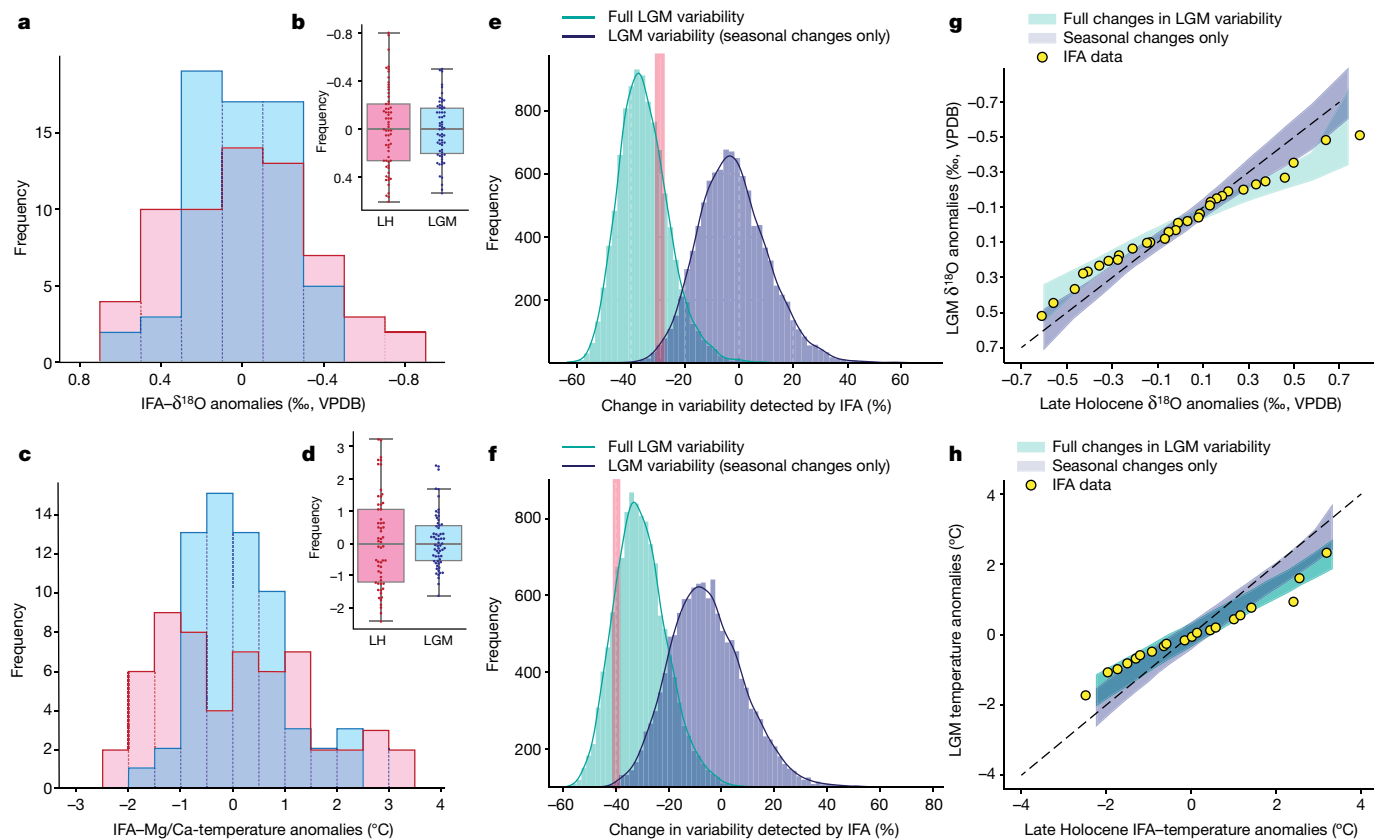 a
Frequency
15
10
5
0
0.8 0.4 0 −0.4 −0.8
IFA–δ¹⁸O anomalies (‰, VPDB)
b
Frequency
−0.8
−0.4
0
0.4
LH LGM
c
Frequency
14
12
10
8
6
4
2
0
−3 −2 −1 0 1 2 3 4
IFA–Mg/Ca-temperature anomalies (°C)
d
Frequency
3
2
1
0
−1
−2
LH LGM
e
Full LGM variability
LGM variability (seasonal changes only)
Frequency
800
600
400
200
−60 −40 −20 0 20 40 60
Change in variability detected by IFA (%)
f
Full LGM variability
LGM variability (seasonal changes only)
Frequency
800
600
400
200
−60 −40 −20 0 20 40 60 80
Change in variability detected by IFA (%)
g
Full changes in LGM variability
Seasonal changes only
IFA data
LGM δ¹⁸O anomalies (‰, VPDB)
−0.7
−0.5
−0.3
−0.1
0.1
0.3
0.5
0.7
−0.7 −0.5 −0.3 −0.1 0.1 0.3 0.5 0.7
Late Holocene δ¹⁸O anomalies (‰, VPDB)
h
Full changes in LGM variability
Seasonal changes only
IFA data
LGM temperature anomalies (°C)
4
2
0
−2
−4
−4 −2 0 2 4
Late Holocene IFA–temperature anomalies (°C)